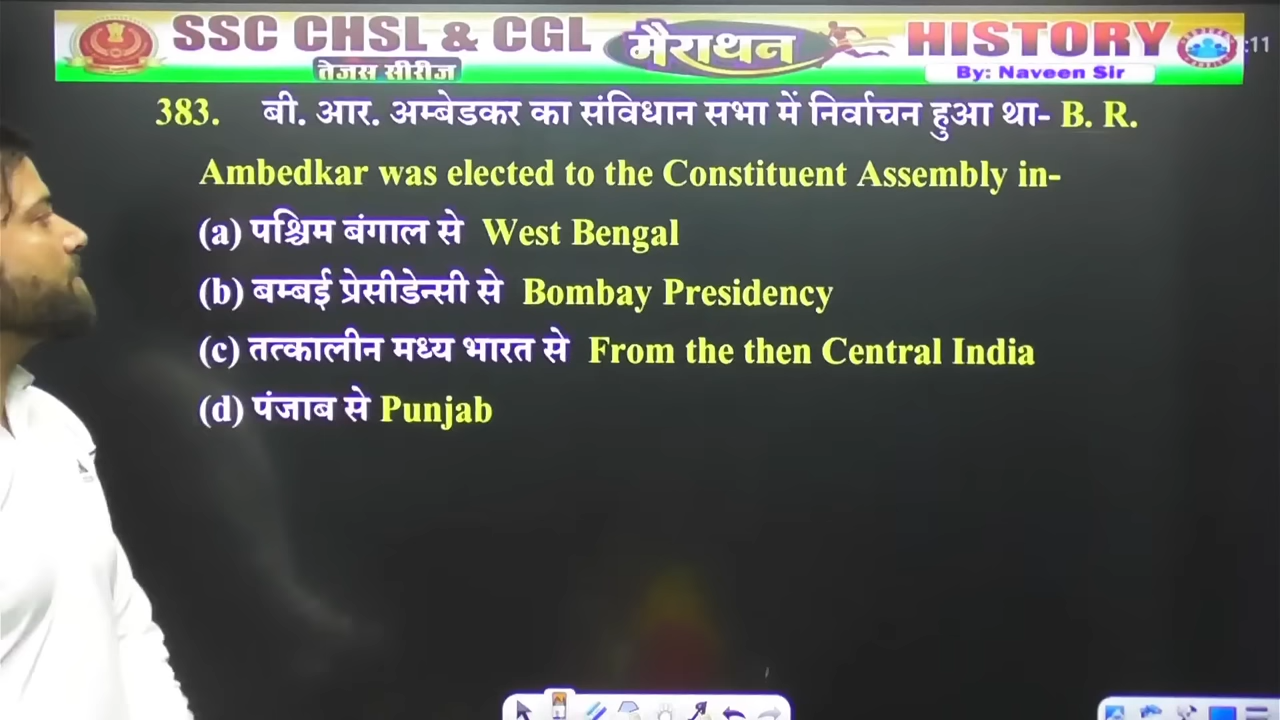 SSC CHSL & CGL
तेजस सीरीज
मैराथन
HISTORY
By: Naveen Sir
:11
383. बी. आर. अम्बेडकर का संविधान सभा में निर्वाचन हुआ था- B. R.
Ambedkar was elected to the Constituent Assembly in-
(a) पश्चिम बंगाल से West Bengal
(b) बम्बई प्रेसीडेन्सी से Bombay Presidency
(c) तत्कालीन मध्य भारत से From the then Central India
(d) पंजाब से Punjab